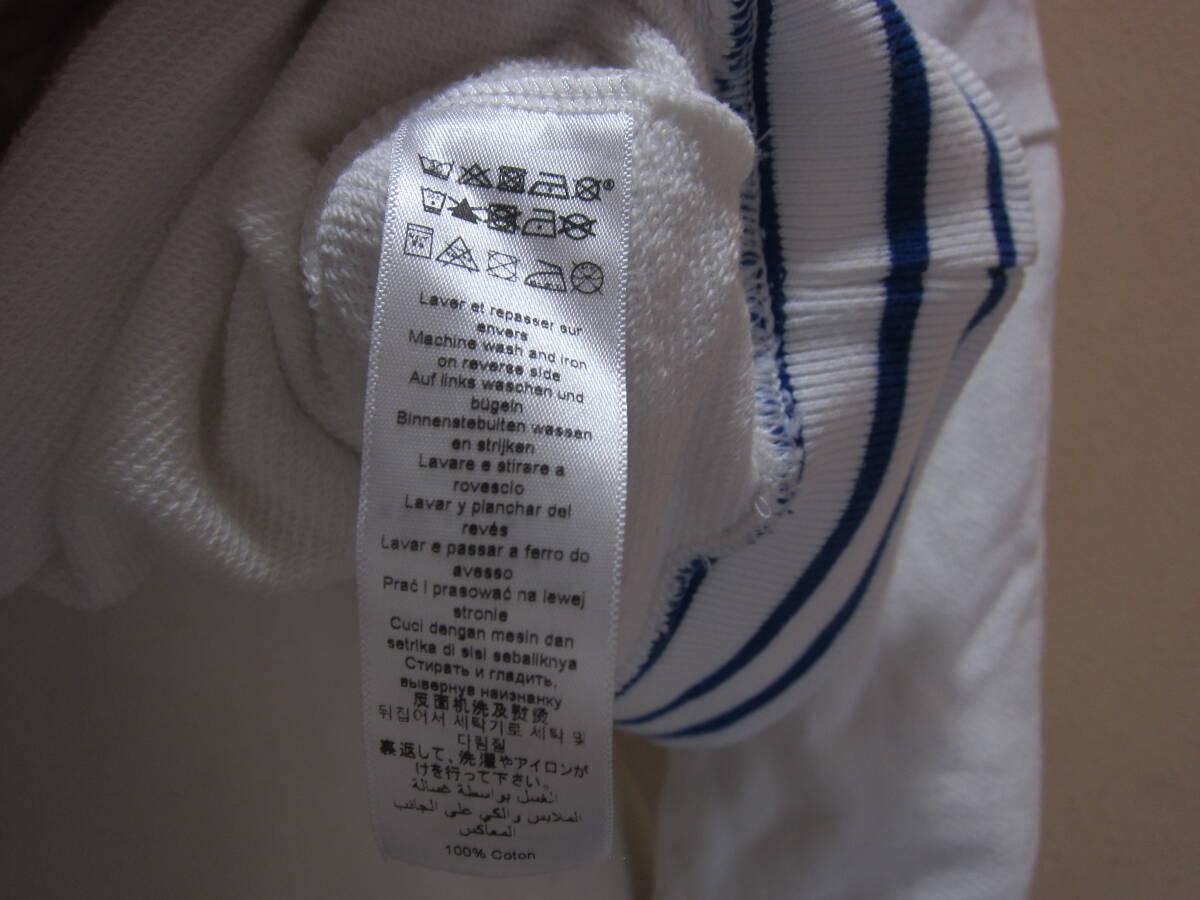 Laver et repasser sur
envers
Machine wash and iron
on reverse side
Auf links waschen und
bügeln
Binnenstebuiten wassen
en strijken
Lavare e stirare a
rovescio
Lavar y planchar del
revés
Lavar e passar a ferro do
avesso
Prać i prasować na lewej
stronie
Cuci dengan mesin dan
setrika di sisi sebaliknya
Стирать и гладить,
вывернув наизнанку
反面机洗及熨烫
뒤집어서 세탁기로 세탁 및
다림질
裏返して、洗濯やアイロンが
けを行って下さい。
الغسل بواسطة غسالة
الملابس والكي على الجانب
المعاكس
100% Coton